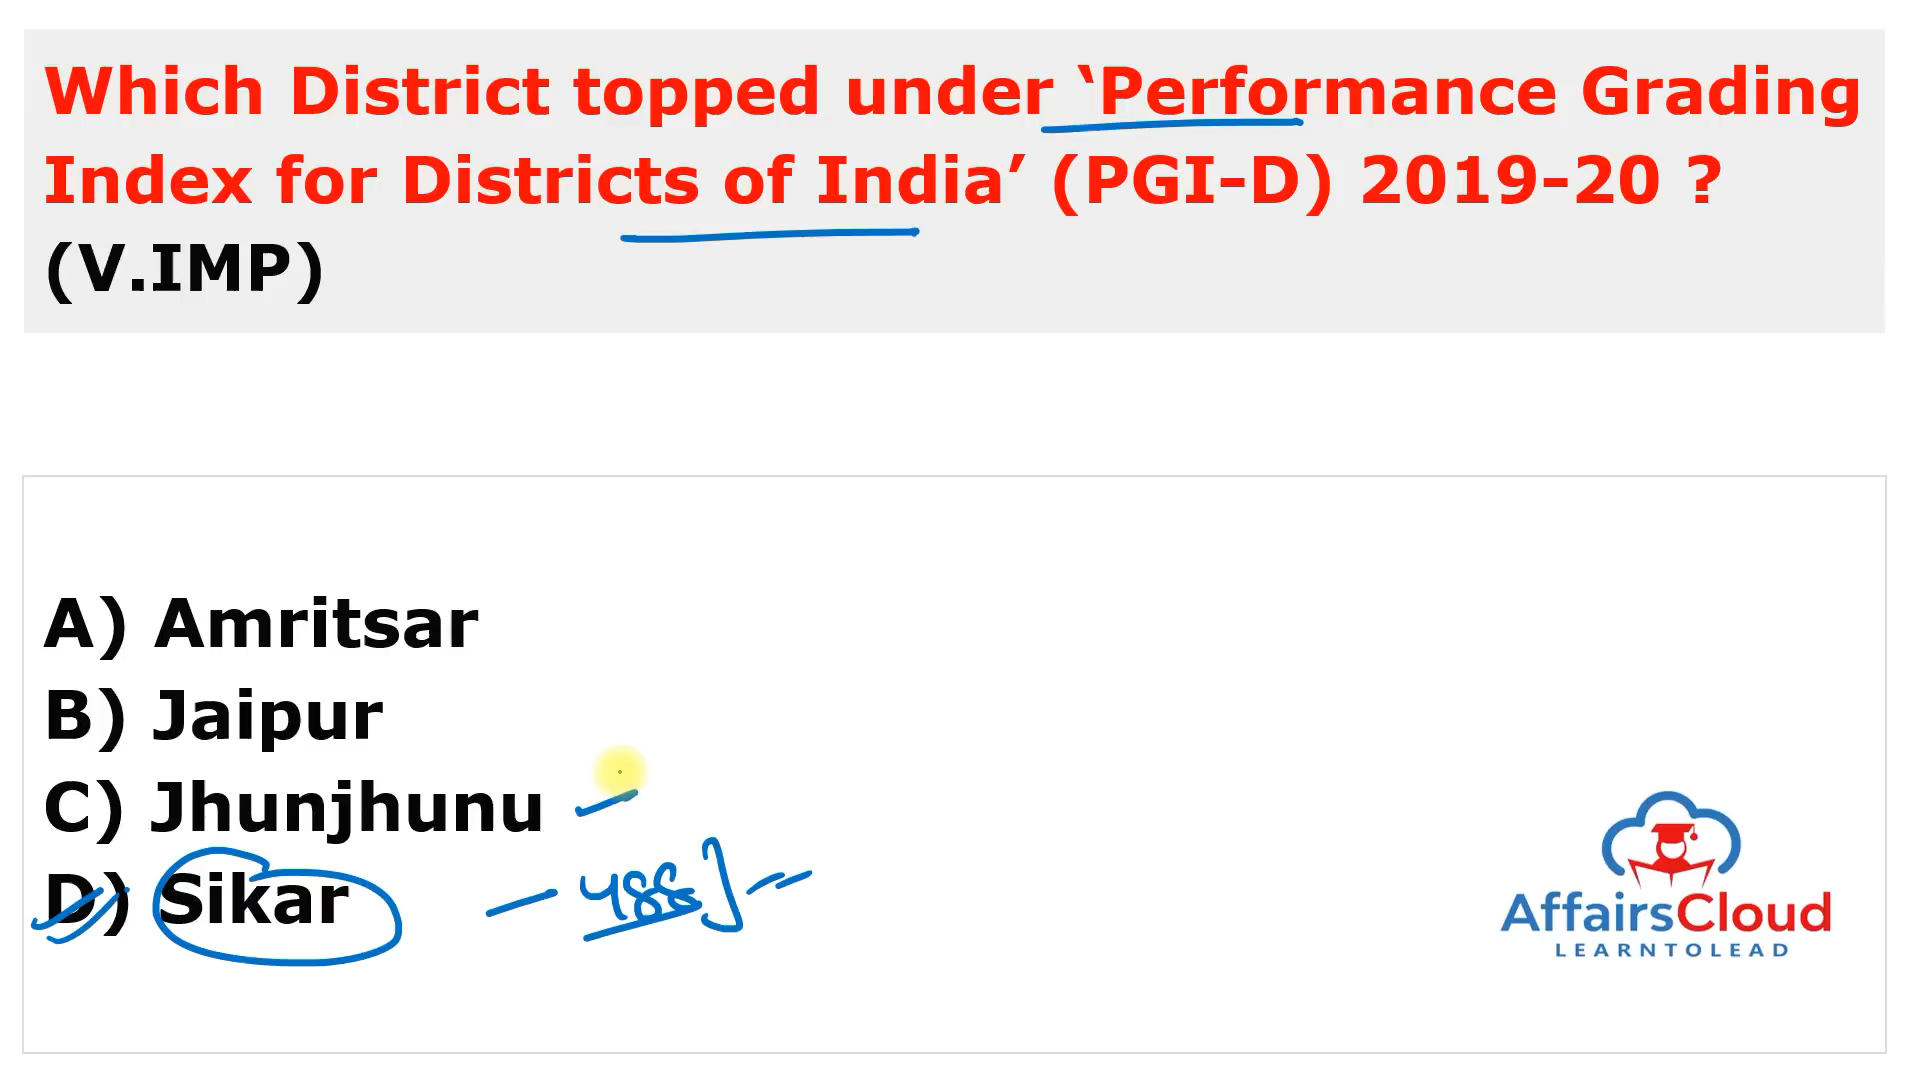 Which District topped under ‘Performance Grading
Index for Districts of India’ (PGI-D) 2019-20 ?
(V.IMP)
A) Amritsar
B) Jaipur
C) Jhunjhunu
D) Sikar
488]
AffairsCloud
LEARNTOLEAD